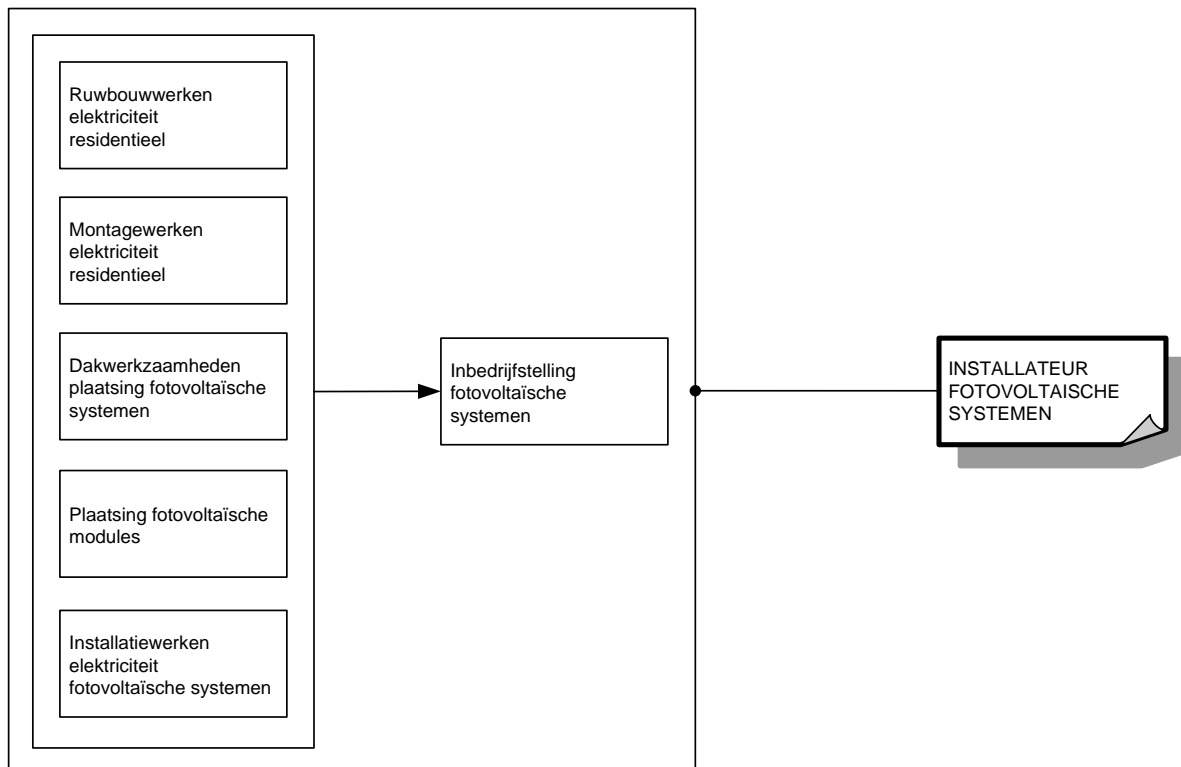 Ruwbouwwerken
elektriciteit
residentieel
Montagewerken
elektriciteit
residentieel
Dakwerkzaamheden
plaatsing fotovoltaïsche
systemen
Plaatsing fotovoltaïsche
modules
Installatiewerken
elektriciteit
fotovoltaïsche systemen
Inbedrijfstelling
fotovoltaïsche
systemen
INSTALLATEUR
FOTOVOLTAISCHE
SYSTEMEN